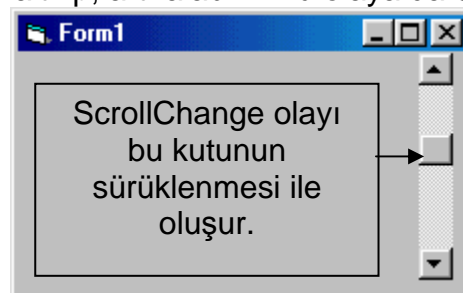 Form1
ScrollChange olayı
bu kutunun
sürüklenmesi ile
oluşur.